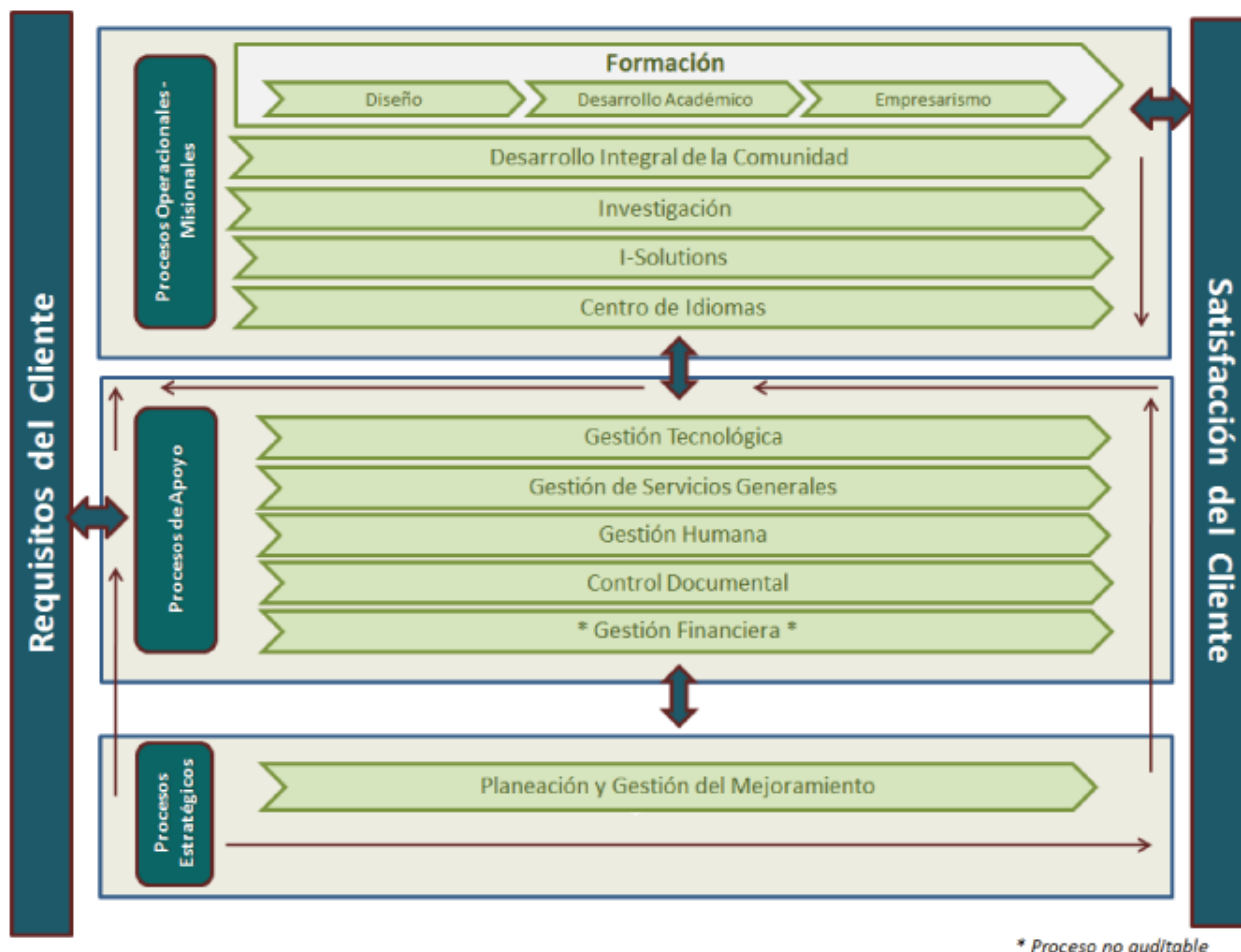 Requisitos del Cliente
Procesos Operacionales -
Misionales
Formación
Diseño
Desarrollo Académico
Empresarismo
Desarrollo Integral de la Comunidad
Investigación
I-Solutions
Centro de Idiomas
Procesos de Apoyo
Gestión Tecnológica
Gestión de Servicios Generales
Gestión Humana
Control Documental
* Gestión Financiera *
Procesos
Estratégicos
Planeación y Gestión del Mejoramiento
Satisfacción del Cliente
* Proceso no auditable